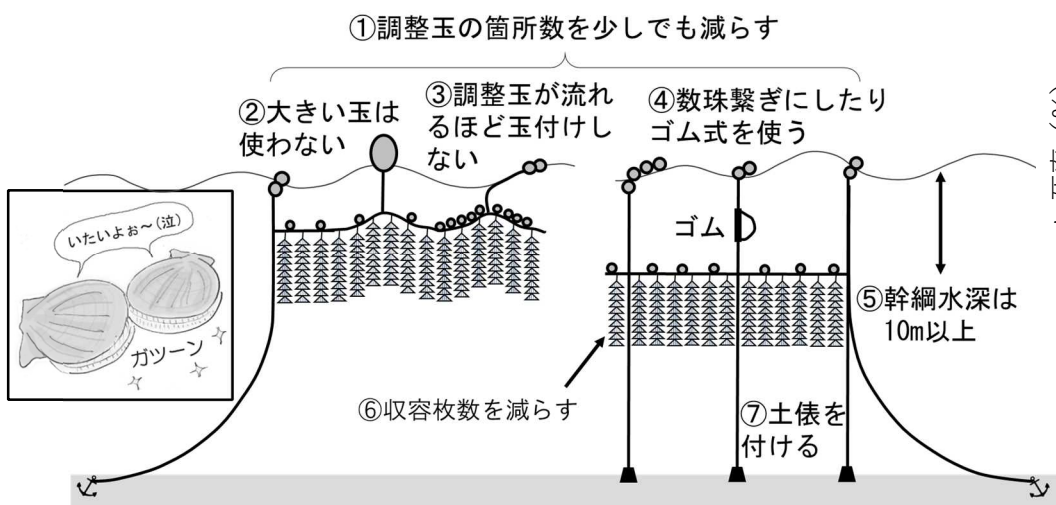 ①調整玉の箇所数を少しでも減らす
②大きい玉は
使わない
③調整玉が流れ
るほど玉付けし
ない
④数珠繋ぎにしたり
ゴム式を使う
いたいよぉ～(泣)
ガツーン
ゴム
⑤幹綱水深は
10m以上
⑥収容枚数を減らす
⑦土俵を
付ける